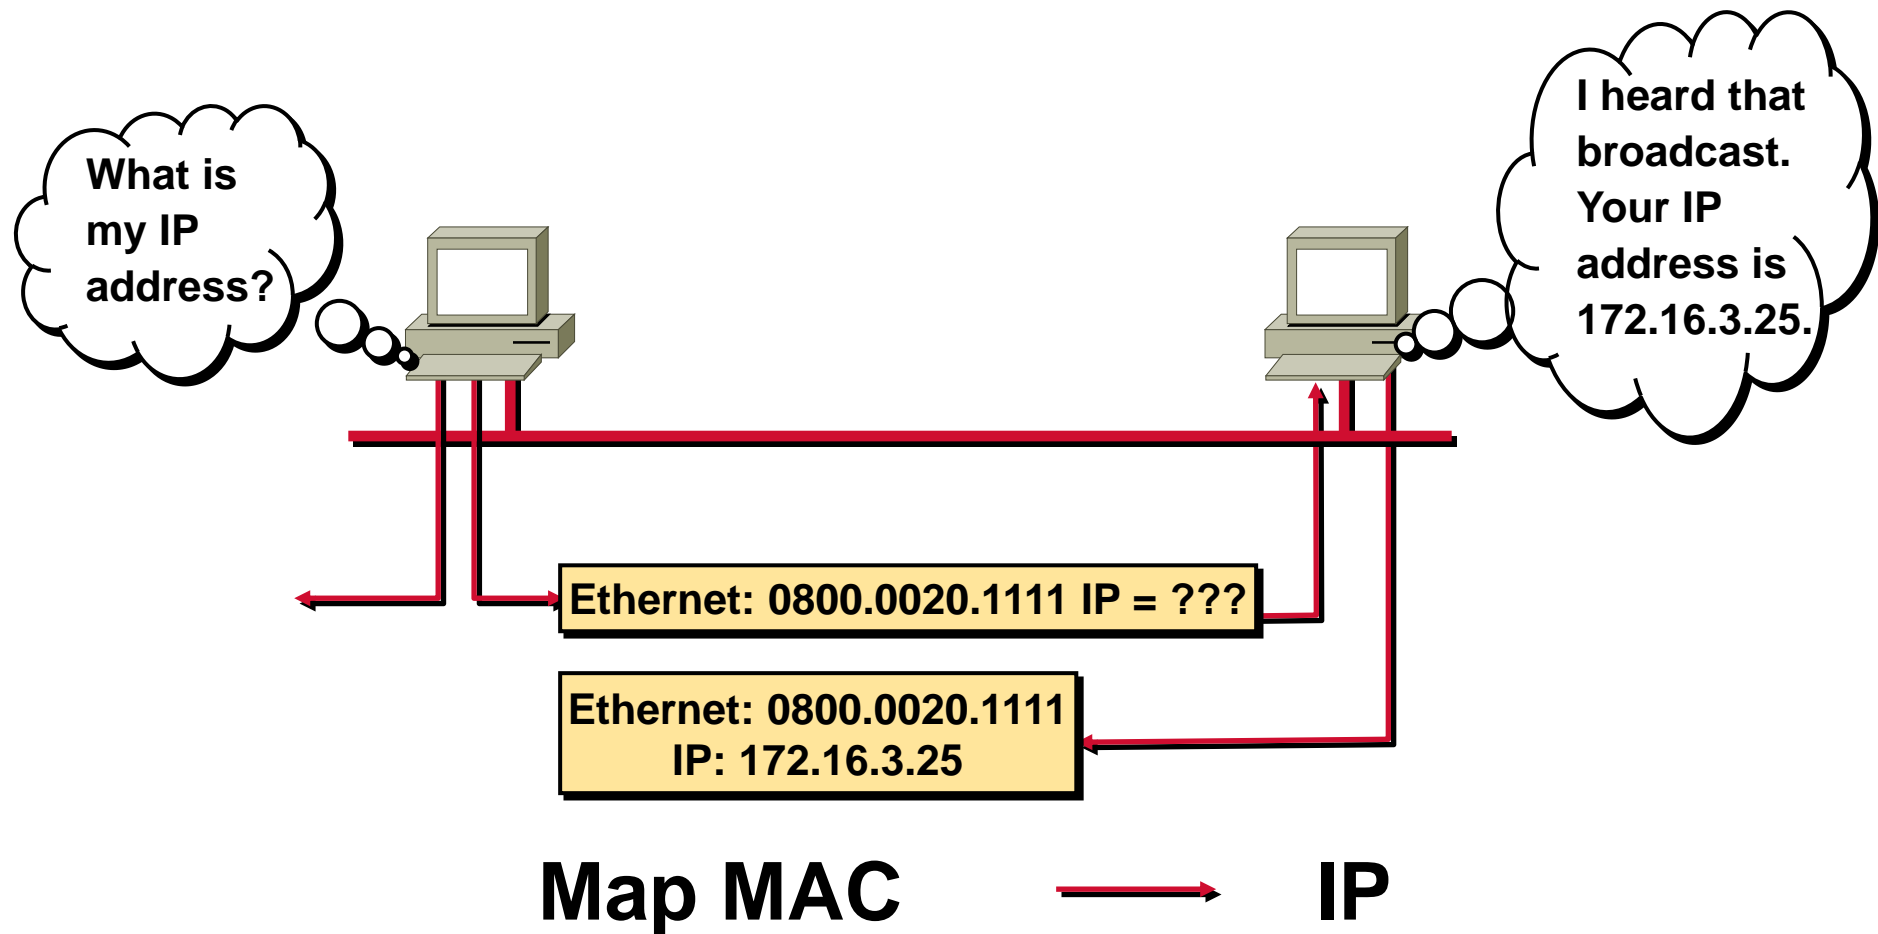 What is
my IP
address?
I heard that
broadcast.
Your IP
address is
172.16.3.25.
Ethernet: 0800.0020.1111 IP = ???
Ethernet: 0800.0020.1111
IP: 172.16.3.25
Map MAC IP